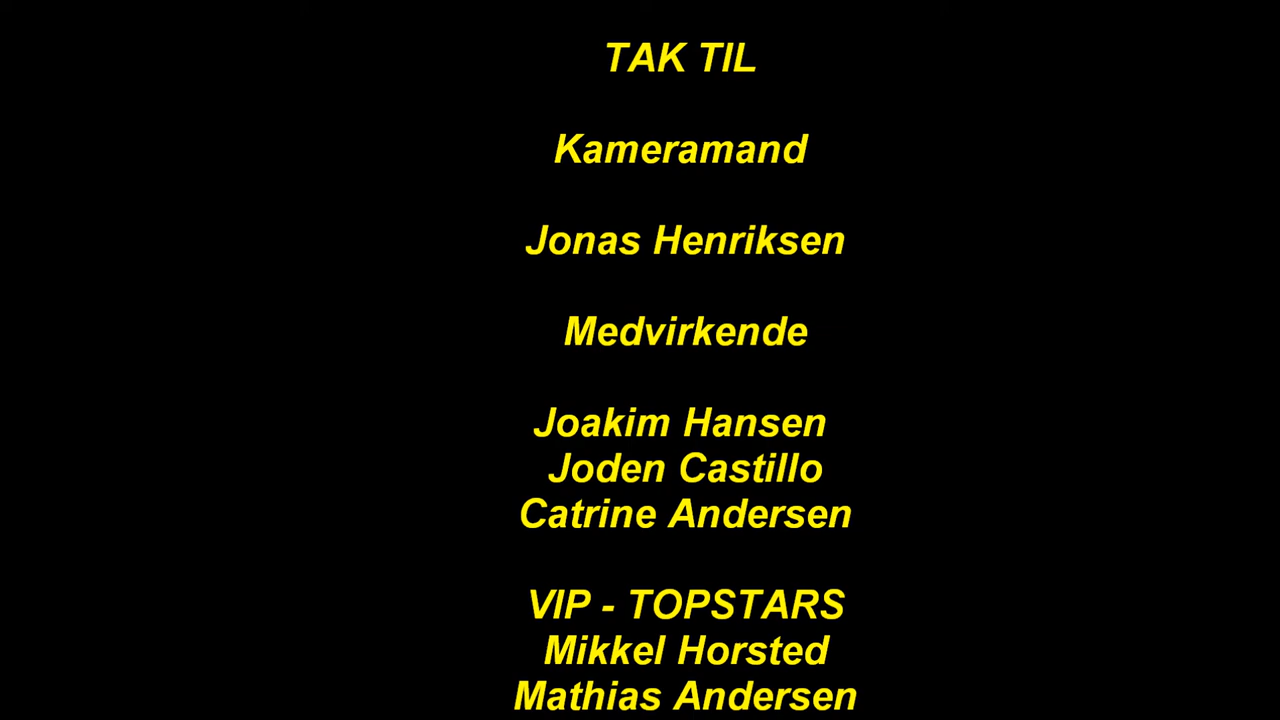 TAK TIL
Kameramand
Jonas Henriksen
Medvirkende
Joakim Hansen
Joden Castillo
Catrine Andersen
VIP - TOPSTARS
Mikkel Horsted
Mathias Andersen